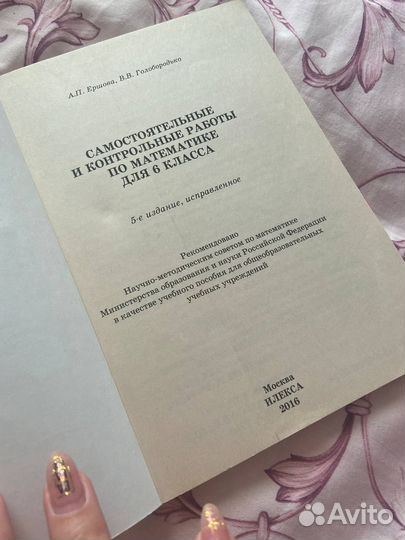 А.П. Ершова, В.В. Голобородько
САМОСТОЯТЕЛЬНЫЕ
И КОНТРОЛЬНЫЕ РАБОТЫ
ПО МАТЕМАТИКЕ
ДЛЯ 6 КЛАССА
5-е издание, исправленное
Рекомендовано
Научно-методическим советом по математике
Министерства образования и науки Российской Федерации
в качестве учебного пособия для общеобразовательных
учебных учреждений
Москва
ИЛЕКСА
2016
Avito